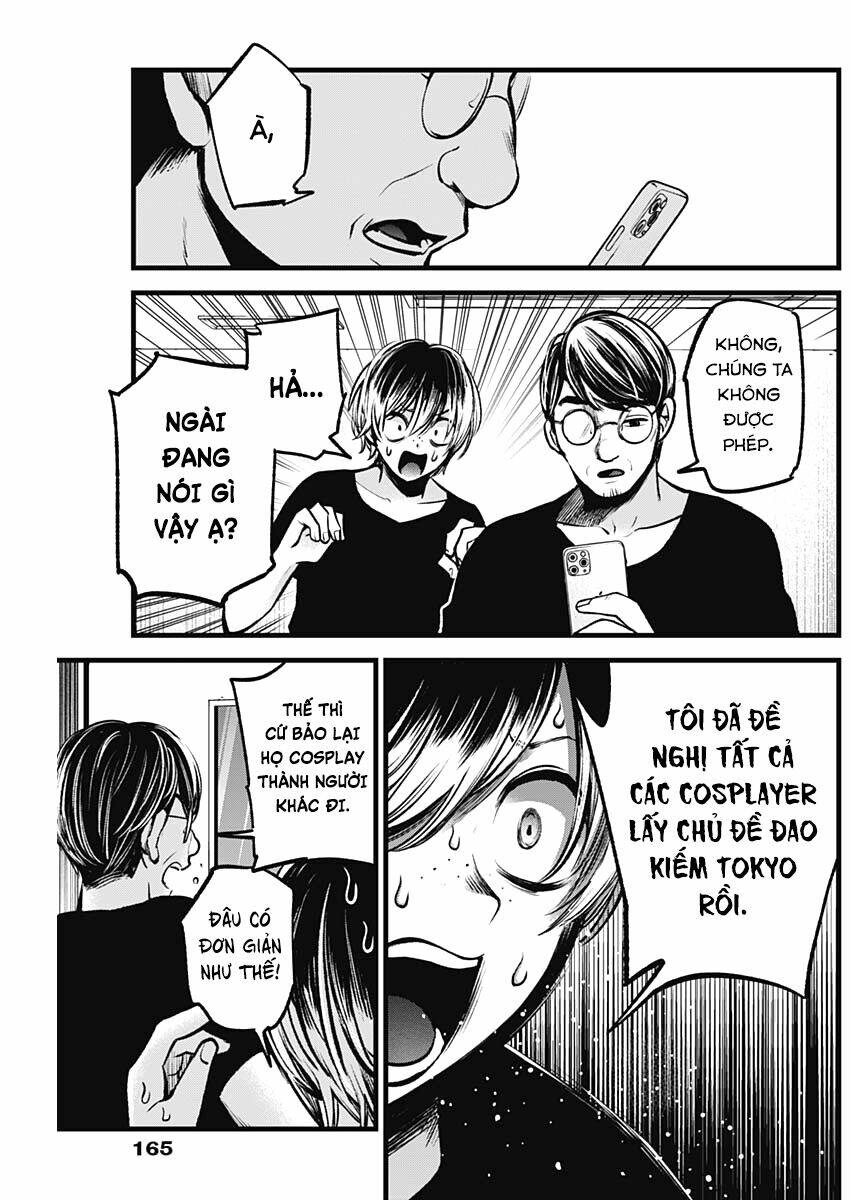 À,
KHÔNG,
CHÚNG TA
KHÔNG
ĐƯỢC
PHÉP.
HẢ...
NGÀI
ĐANG
NÓI GÌ
VẬY Ạ?
TÔI ĐÃ ĐỀ
NGHỊ TẤT CẢ
CÁC COSPLAYER
LẤY CHỦ ĐỀ ĐAO
KIẾM TOKYO
RỒI.
THẾ THÌ
CỨ BẢO LẠI
HỌ COSPLAY
THÀNH NGƯỜI
KHÁC ĐI.
ĐÂU CÓ
ĐƠN GIẢN
NHƯ THẾ!
165